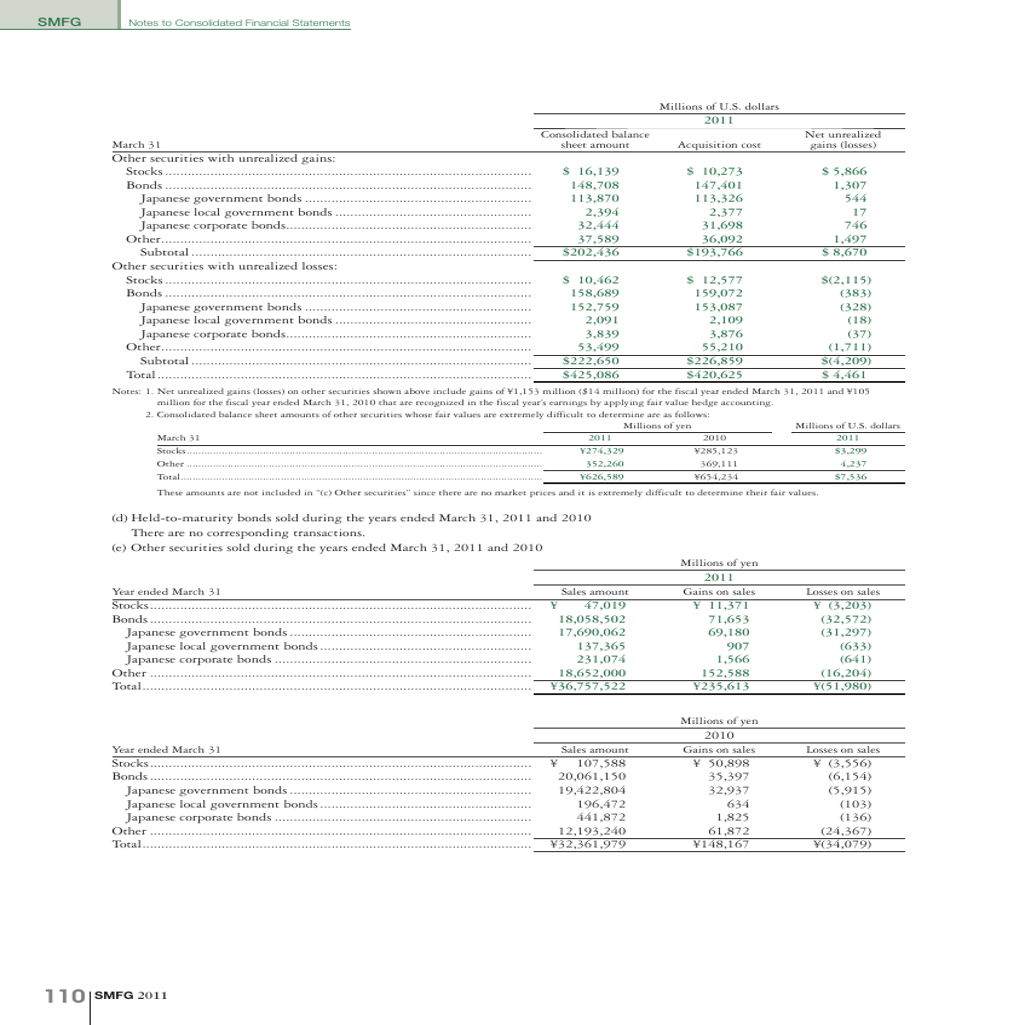 SMFG Notes to Consolidated Financial Statements
Millions of U.S. dollars
2011
March 31 Consolidated balance sheet amount Acquisition cost Net unrealized gains (losses)
Other securities with unrealized gains:
Stocks $ 16,139 $ 10,273 $ 5,866
Bonds 148,708 147,401 1,307
Japanese government bonds 113,870 113,326 544
Japanese local government bonds 2,394 2,377 17
Japanese corporate bonds 32,444 31,698 746
Other 37,589 36,092 1,497
Subtotal $202,436 $193,766 $ 8,670
Other securities with unrealized losses:
Stocks $ 10,462 $ 12,577 $(2,115)
Bonds 158,689 159,072 (383)
Japanese government bonds 152,759 153,087 (328)
Japanese local government bonds 2,091 2,109 (18)
Japanese corporate bonds 3,839 3,876 (37)
Other 53,499 55,210 (1,711)
Subtotal $222,650 $226,859 $(4,209)
Total $425,086 $420,625 $ 4,461
Notes: 1. Net unrealized gains (losses) on other securities shown above include gains of ¥1,153 million ($14 million) for the fiscal year ended March 31, 2011 and ¥105
million for the fiscal year ended March 31, 2010 that are recognized in the fiscal year's earnings by applying fair value hedge accounting.
2. Consolidated balance sheet amounts of other securities whose fair values are extremely difficult to determine are as follows:
Millions of yen Millions of U.S. dollars
March 31 2011 2010 2011
Stocks ¥274,329 ¥285,123 $3,299
Other 352,260 369,111 4,237
Total ¥626,589 ¥654,234 $7,536
These amounts are not included in "(c) Other securities" since there are no market prices and it is extremely difficult to determine their fair values.
(d) Held-to-maturity bonds sold during the years ended March 31, 2011 and 2010
There are no corresponding transactions.
(e) Other securities sold during the years ended March 31, 2011 and 2010
Millions of yen
2011
Year ended March 31 Sales amount Gains on sales Losses on sales
Stocks ¥ 47,019 ¥ 11,371 ¥ (3,203)
Bonds 18,058,502 71,653 (32,572)
Japanese government bonds 17,690,062 69,180 (31,297)
Japanese local government bonds 137,365 907 (633)
Japanese corporate bonds 231,074 1,566 (641)
Other 18,652,000 152,588 (16,204)
Total ¥36,757,522 ¥235,613 ¥(51,980)
Millions of yen
2010
Year ended March 31 Sales amount Gains on sales Losses on sales
Stocks ¥ 107,588 ¥ 50,898 ¥ (3,556)
Bonds 20,061,150 35,397 (6,154)
Japanese government bonds 19,422,804 32,937 (5,915)
Japanese local government bonds 196,472 634 (103)
Japanese corporate bonds 441,872 1,825 (136)
Other 12,193,240 61,872 (24,367)
Total ¥32,361,979 ¥148,167 ¥(34,079)
110 SMFG 2011